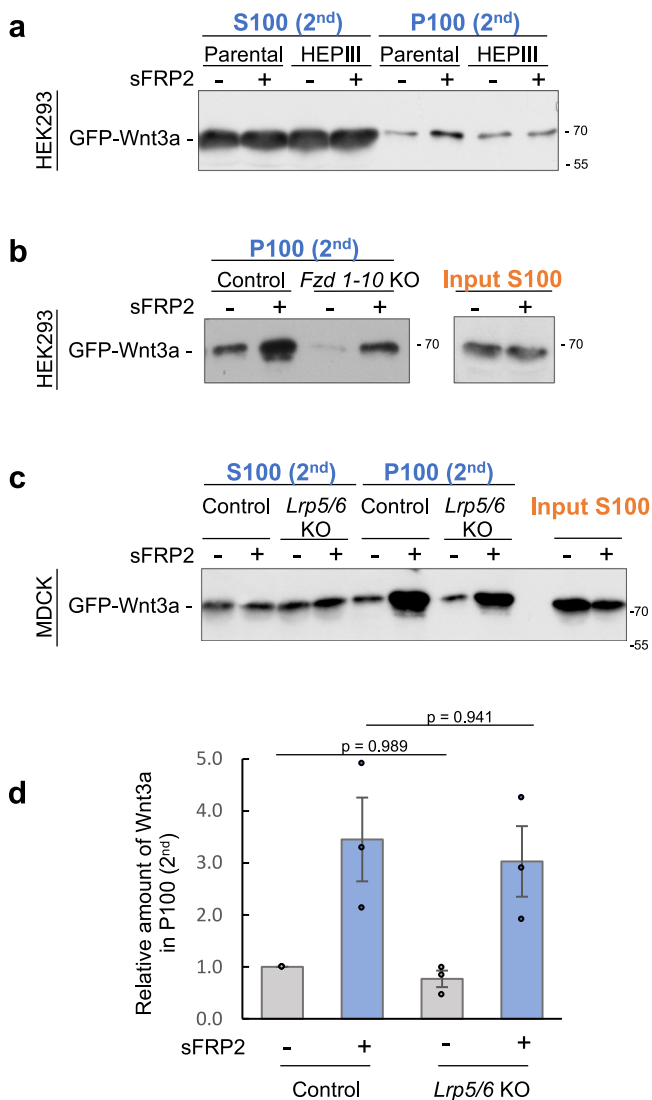 a
S100 (2nd) P100 (2nd)
Parental HEPIII Parental HEPIII
sFRP2 - + - + - + - +
HEK293
GFP-Wnt3a -
- 70
- 55
b
P100 (2nd)
Control Fzd 1-10 KO Input S100
sFRP2 - + - + - +
HEK293
GFP-Wnt3a - - 70 - 70
c
S100 (2nd) P100 (2nd)
Control Lrp5/6 KO Control Lrp5/6 KO Input S100
sFRP2 - + - + - + - + - +
MDCK
GFP-Wnt3a -
-70
-55
d
p = 0.941
p = 0.989
Relative amount of Wnt3a
in P100 (2nd)
5.0
4.0
3.0
2.0
1.0
0.0
sFRP2 - + - +
Control Lrp5/6 KO